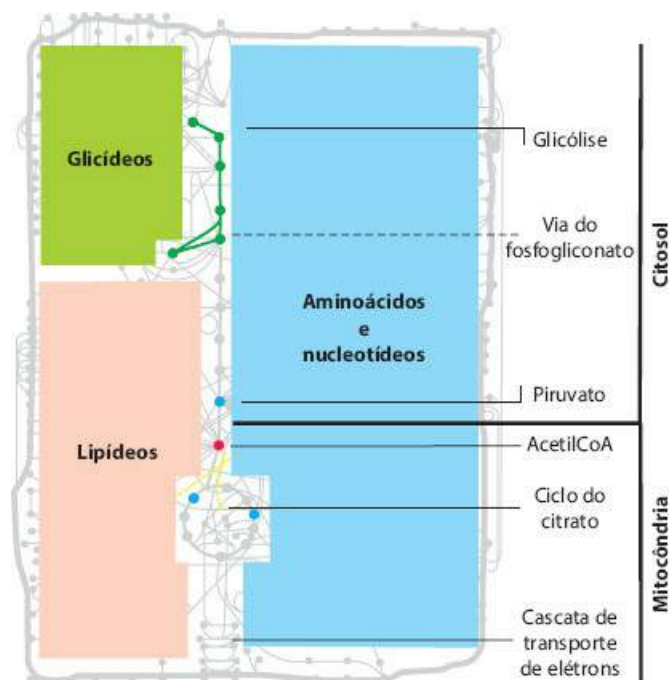 Glicídeos
Glicólise
Via do
fosfogliconato
Citosol
Aminoácidos
e
nucleotídeos
Piruvato
Lipídeos
AcetilCoA
Ciclo do
citrato
Mitocôndria
Cascata de
transporte
de elétrons